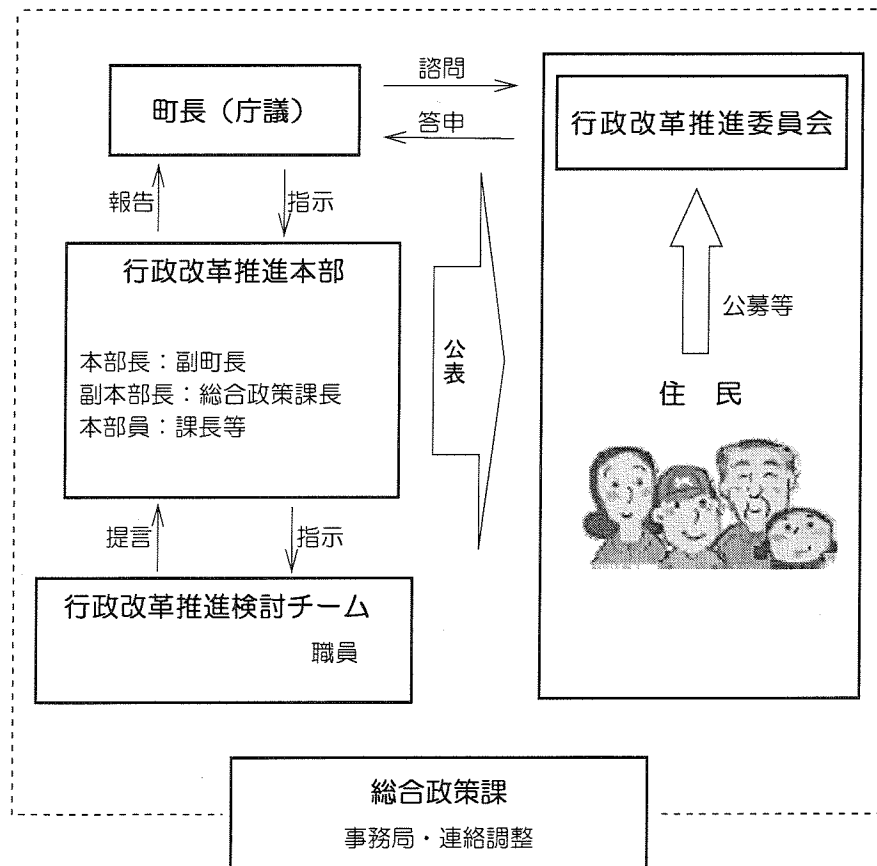 町長（庁議）
諮問
答申
行政改革推進委員会
報告
指示
行政改革推進本部
本部長：副町長
副本部長：総合政策課長
本部員：課長等
公表
公募等
住　民
提言
指示
行政改革推進検討チーム
職員
総合政策課
事務局・連絡調整